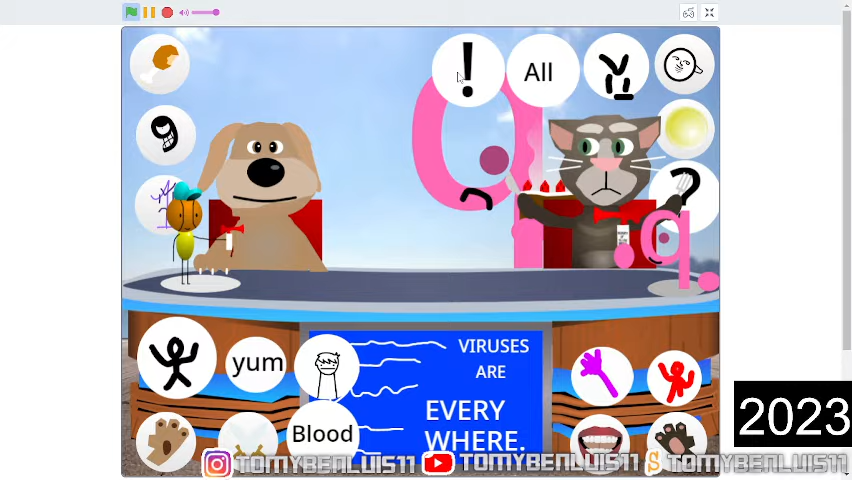 !
All
Q
?
q.
yum
Blood
VIRUSES
ARE
EVERY
WHERE.
2023
TOMYBENLUIS11 TOMYBENLUIS11 TOMYBENLUIS11